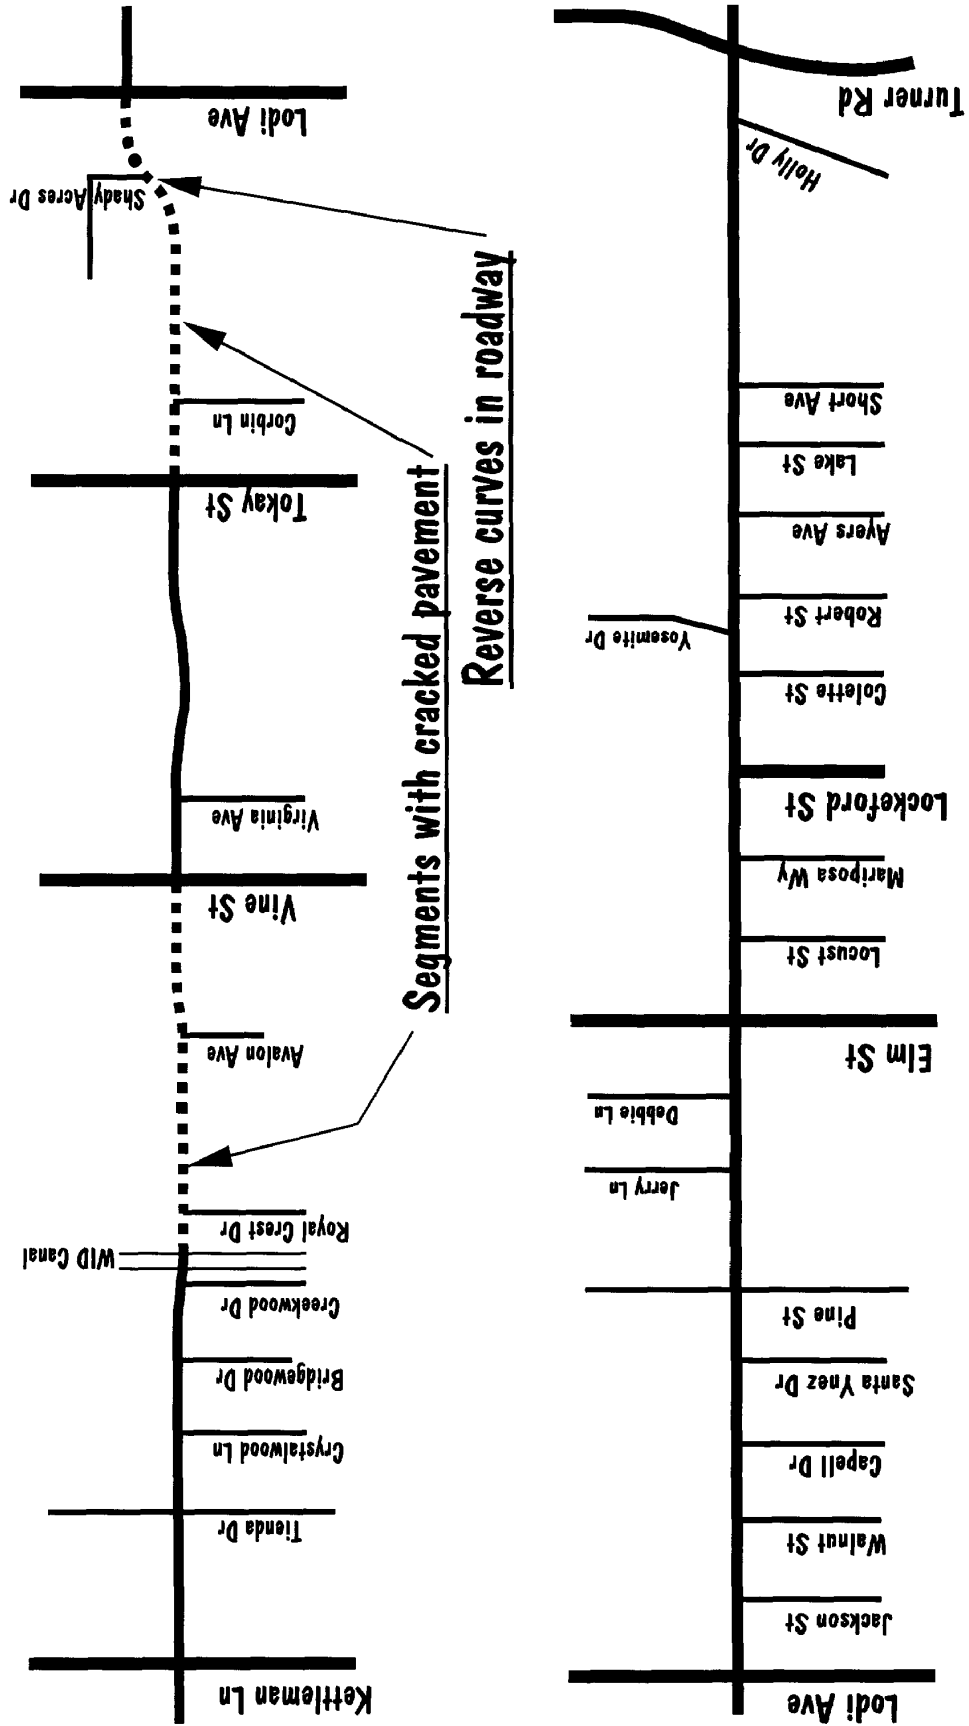 Lodi Ave
Shady Acres Dr
Corbin Ln
Tokay St
Virginia Ave
Vine St
Avalon Ave
Royal Crest Dr
WID Canal
Creekwood Dr
Bridgewood Dr
Crystalwood Ln
Tienda Dr
Kettleman Ln
Reverse curves in roadway
Segments with cracked pavement
Turner Rd
Holly Dr
Short Ave
Lake St
Ayers Ave
Robert St
Yosemite Dr
Colette St
Lockeford St
Mariposa Wy
Locust St
Elm St
Debbie Ln
Jerry Ln
Pine St
Santa Ynez Dr
Capell Dr
Walnut St
Jackson St
Lodi Ave